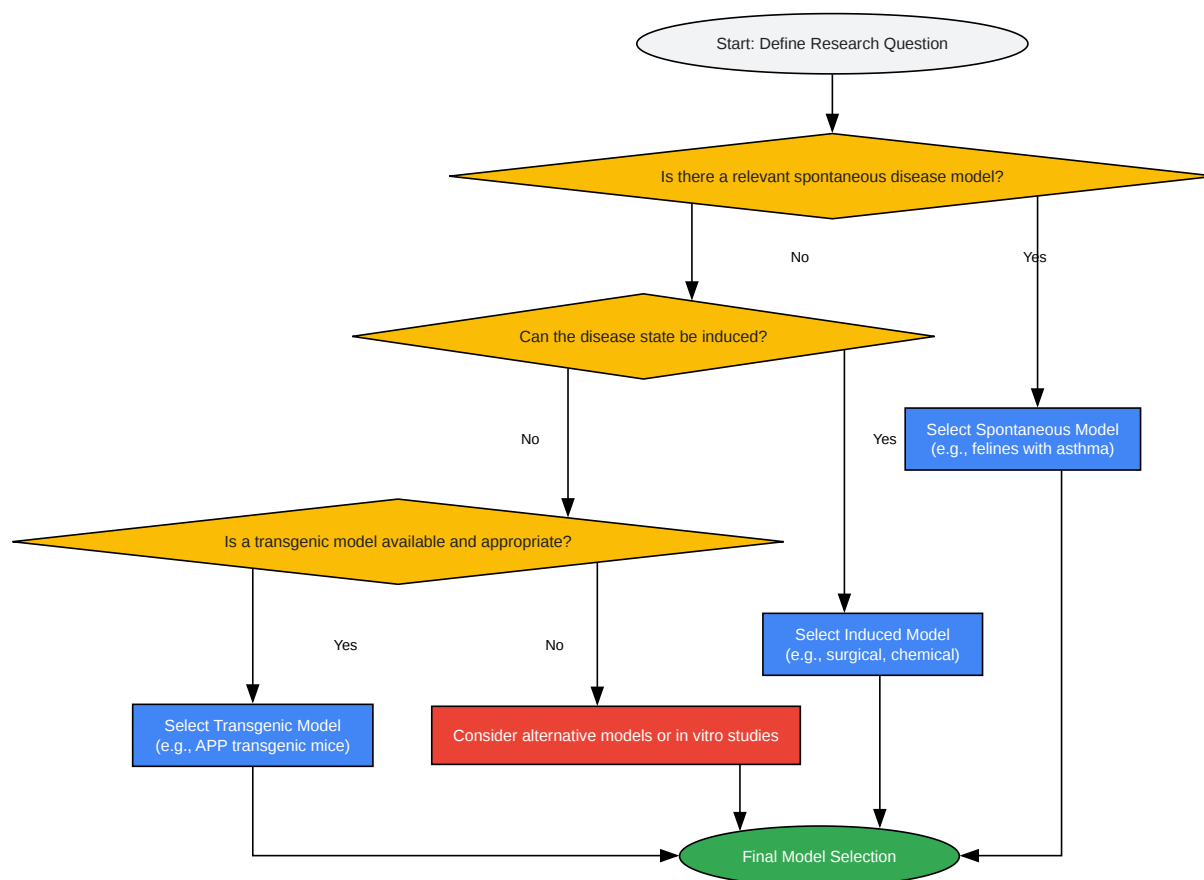 Start: Define Research Question
Is there a relevant spontaneous disease model?
No
Yes
Can the disease state be induced?
Select Spontaneous Model
(e.g., felines with asthma)
No
Yes
Is a transgenic model available and appropriate?
Select Induced Model
(e.g., surgical, chemical)
Yes
No
Select Transgenic Model
(e.g., APP transgenic mice)
Consider alternative models or in vitro studies
Final Model Selection